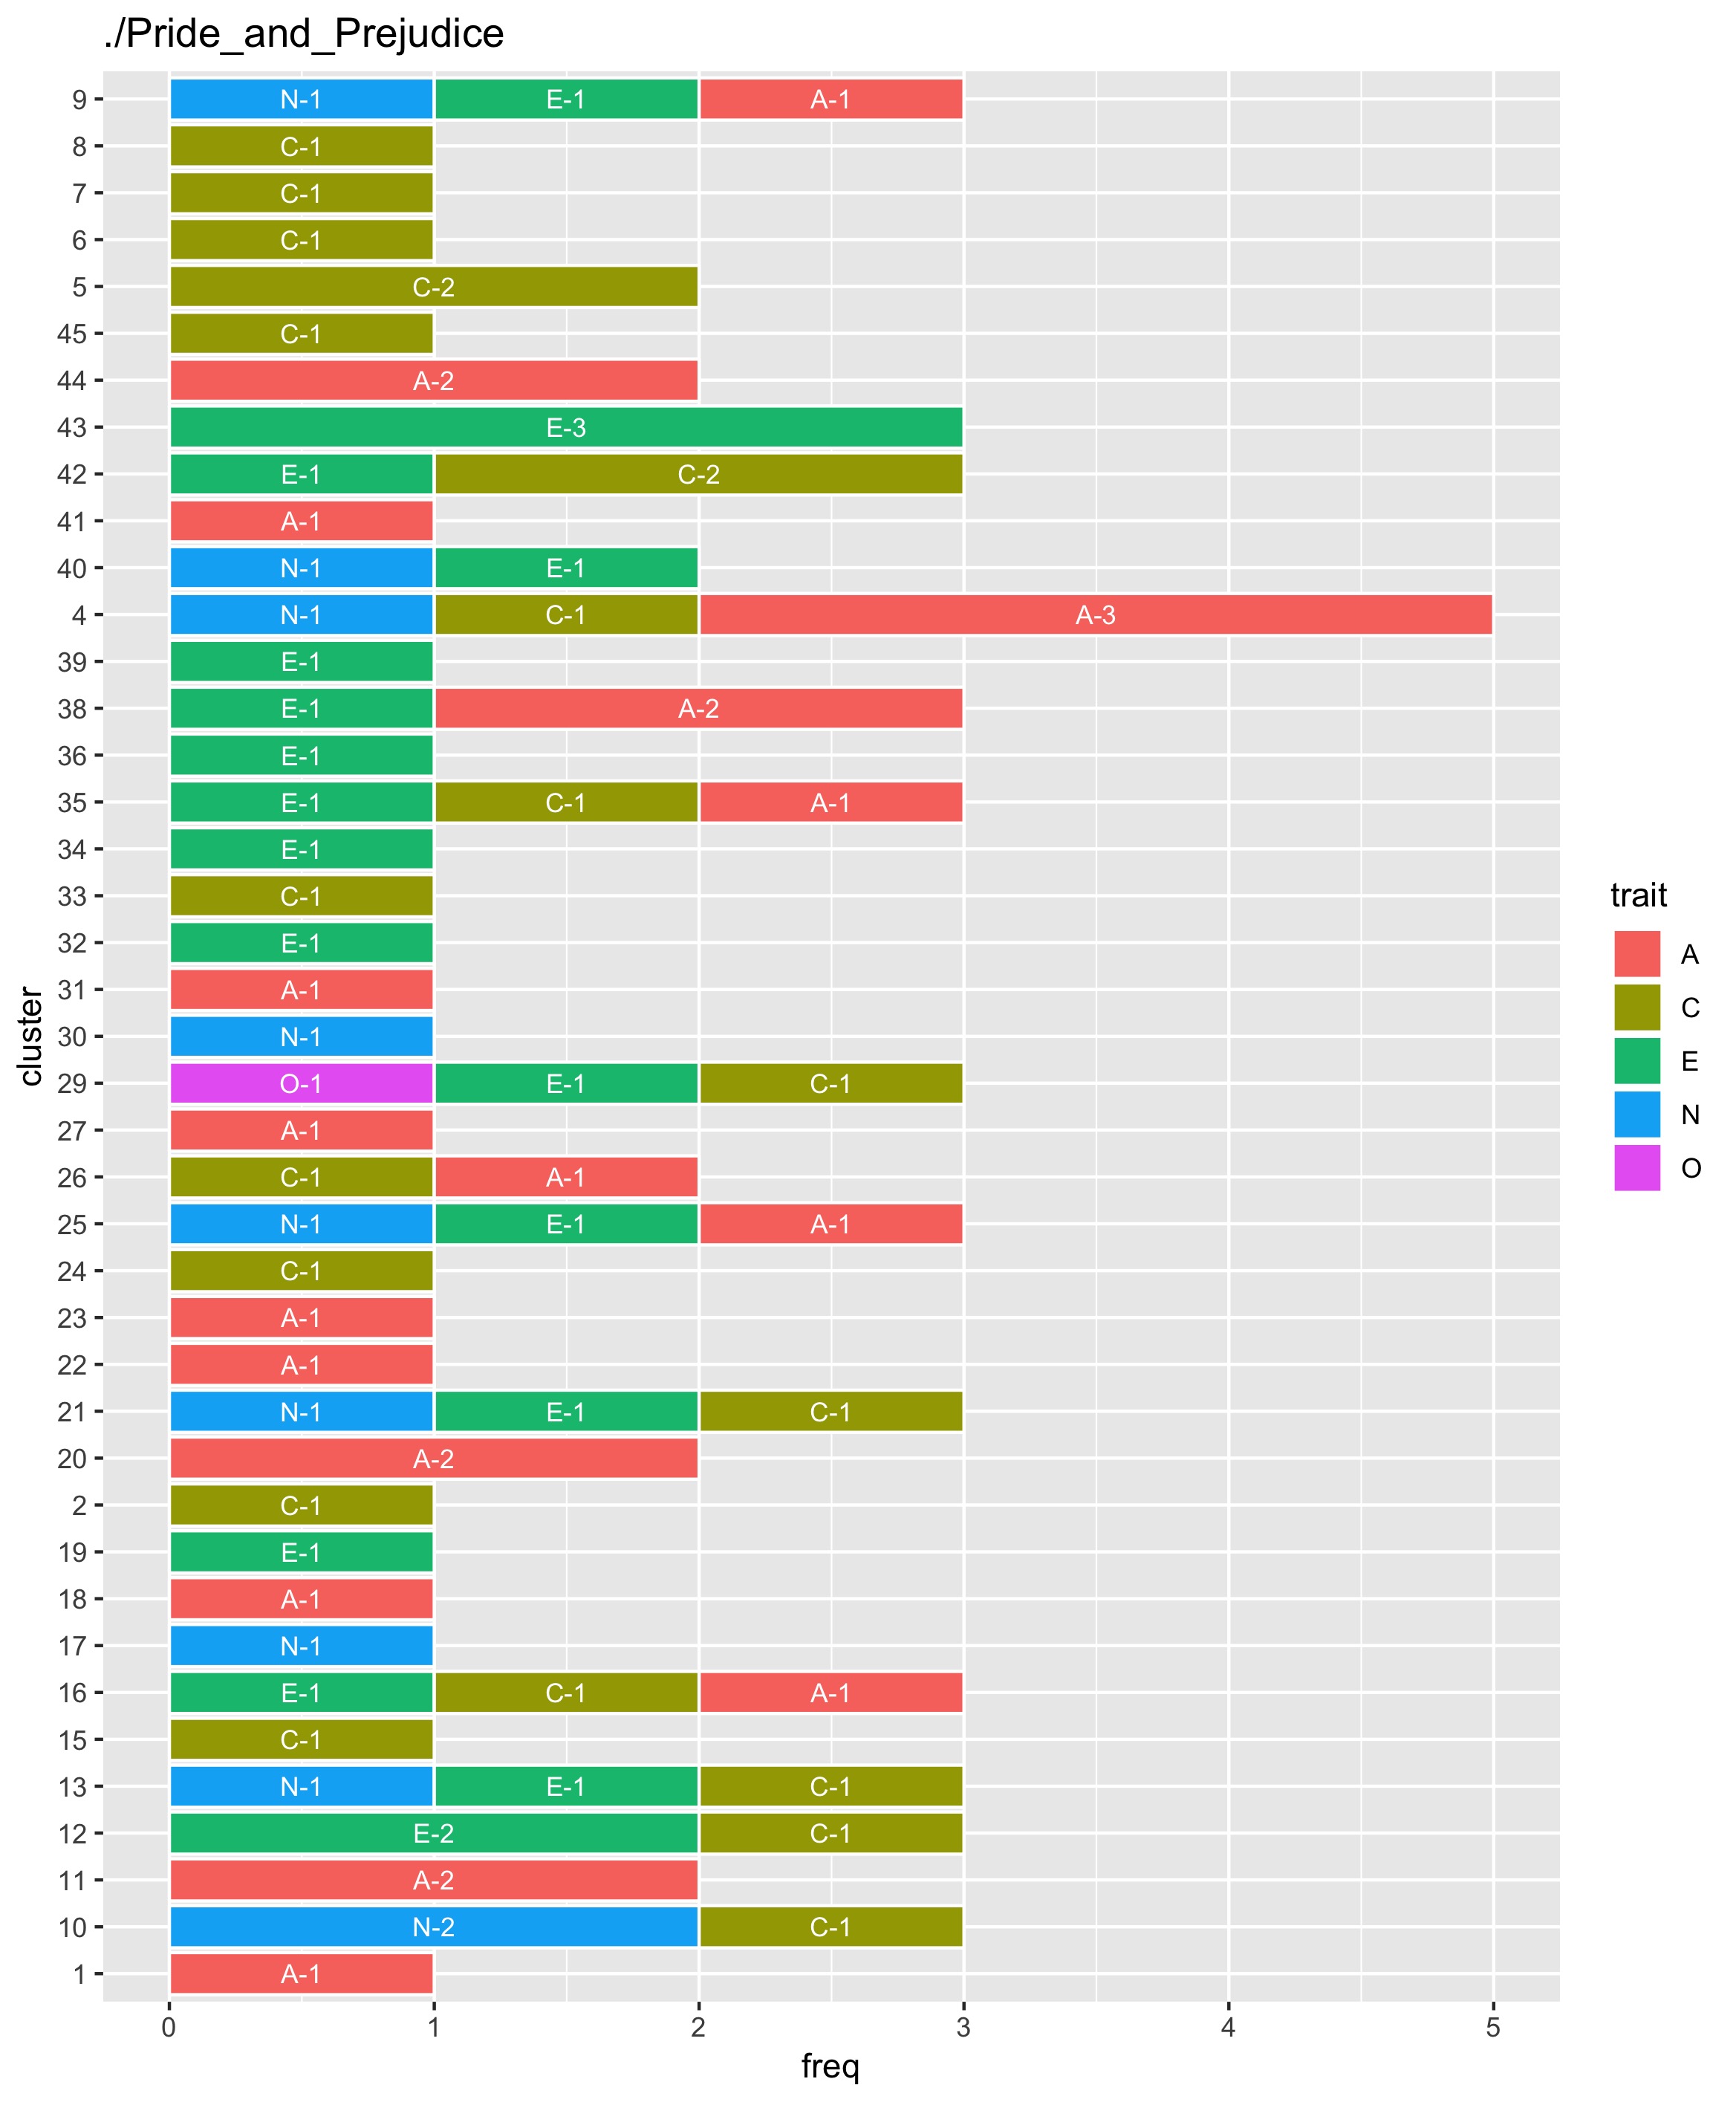 ./Pride_and_Prejudice
9 N-1 E-1 A-1
8 C-1
7 C-1
6 C-1
5 C-2
45 C-1
44 A-2
43 E-3
42 E-1 C-2
41 A-1
40 N-1 E-1
4 N-1 C-1 A-3
39 E-1
38 E-1 A-2
36 E-1
35 E-1 C-1 A-1
34 E-1
33 C-1
32 E-1
31 A-1
30 N-1
29 O-1 E-1 C-1
27 A-1
26 C-1 A-1
25 N-1 E-1 A-1
24 C-1
23 A-1
22 A-1
21 N-1 E-1 C-1
20 A-2
2 C-1
19 E-1
18 A-1
17 N-1
16 E-1 C-1 A-1
15 C-1
13 N-1 E-1 C-1
12 E-2 C-1
11 A-2
10 N-2 C-1
1 A-1
0 1 2 3 4 5
freq
cluster
trait
A
C
E
N
O